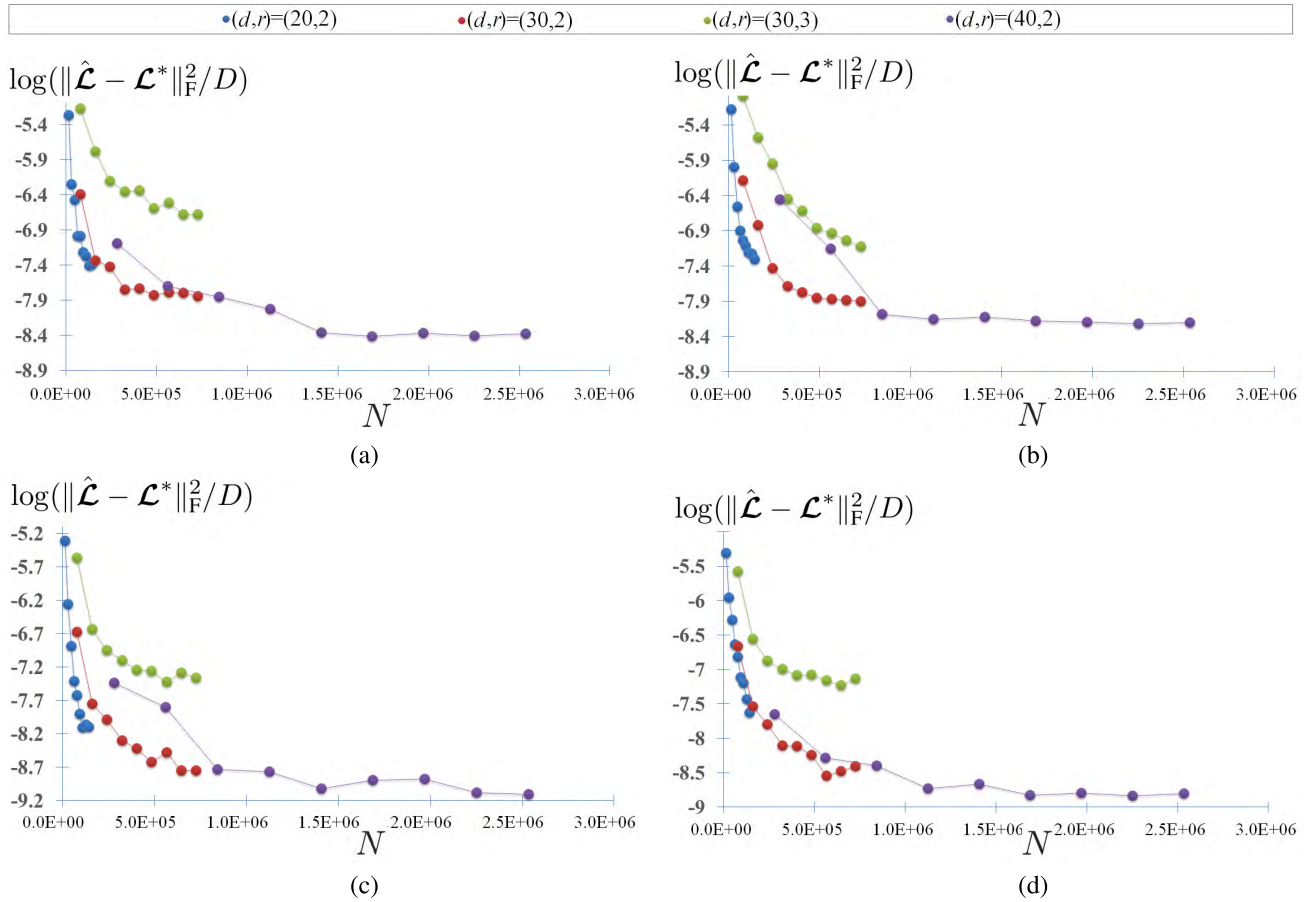 (d,r)=(20,2) (d,r)=(30,2) (d,r)=(30,3) (d,r)=(40,2)
log(‖𝓛̂ − 𝓛*‖²_F/D) log(‖𝓛̂ − 𝓛*‖²_F/D)
-5.4 -5.4
-5.9 -5.9
-6.4 -6.4
-6.9 -6.9
-7.4 -7.4
-7.9 -7.9
-8.4 -8.4
-8.9 -8.9
0.0E+00 5.0E+05 1.0E+06 1.5E+06 2.0E+06 2.5E+06 3.0E+06 0.0E+00 5.0E+05 1.0E+06 1.5E+06 2.0E+06 2.5E+06 3.0E+06
N N
(a) (b)
log(‖𝓛̂ − 𝓛*‖²_F/D) log(‖𝓛̂ − 𝓛*‖²_F/D)
-5.2
-5.7 -5.5
-6.2 -6
-6.7 -6.5
-7.2 -7
-7.7 -7.5
-8.2 -8
-8.7 -8.5
-9.2 -9
0.0E+00 5.0E+05 1.0E+06 1.5E+06 2.0E+06 2.5E+06 3.0E+06 0.0E+00 5.0E+05 1.0E+06 1.5E+06 2.0E+06 2.5E+06 3.0E+06
N N
(c) (d)